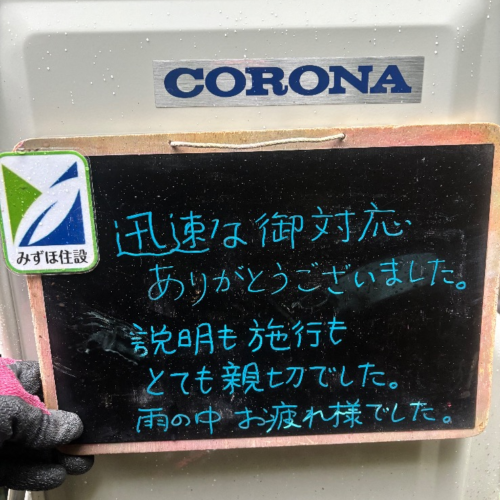 CORONA
みずほ住設
迅速な御対応
ありがとうございました。
説明も施行も
とても親切でした。
雨の中 お疲れ様でした。